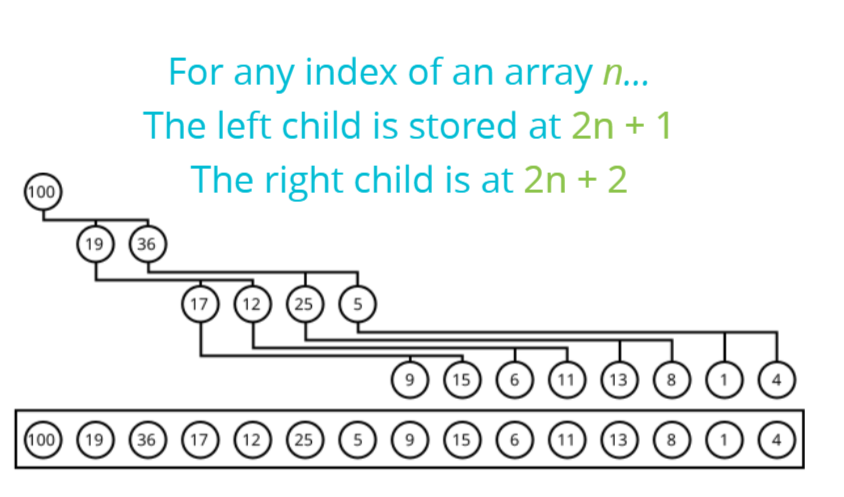 For any index of an array n...
The left child is stored at 2n + 1
The right child is at 2n + 2
100
19 36
17 12 25 5
9 15 6 11 13 8 1 4
100 19 36 17 12 25 5 9 15 6 11 13 8 1 4